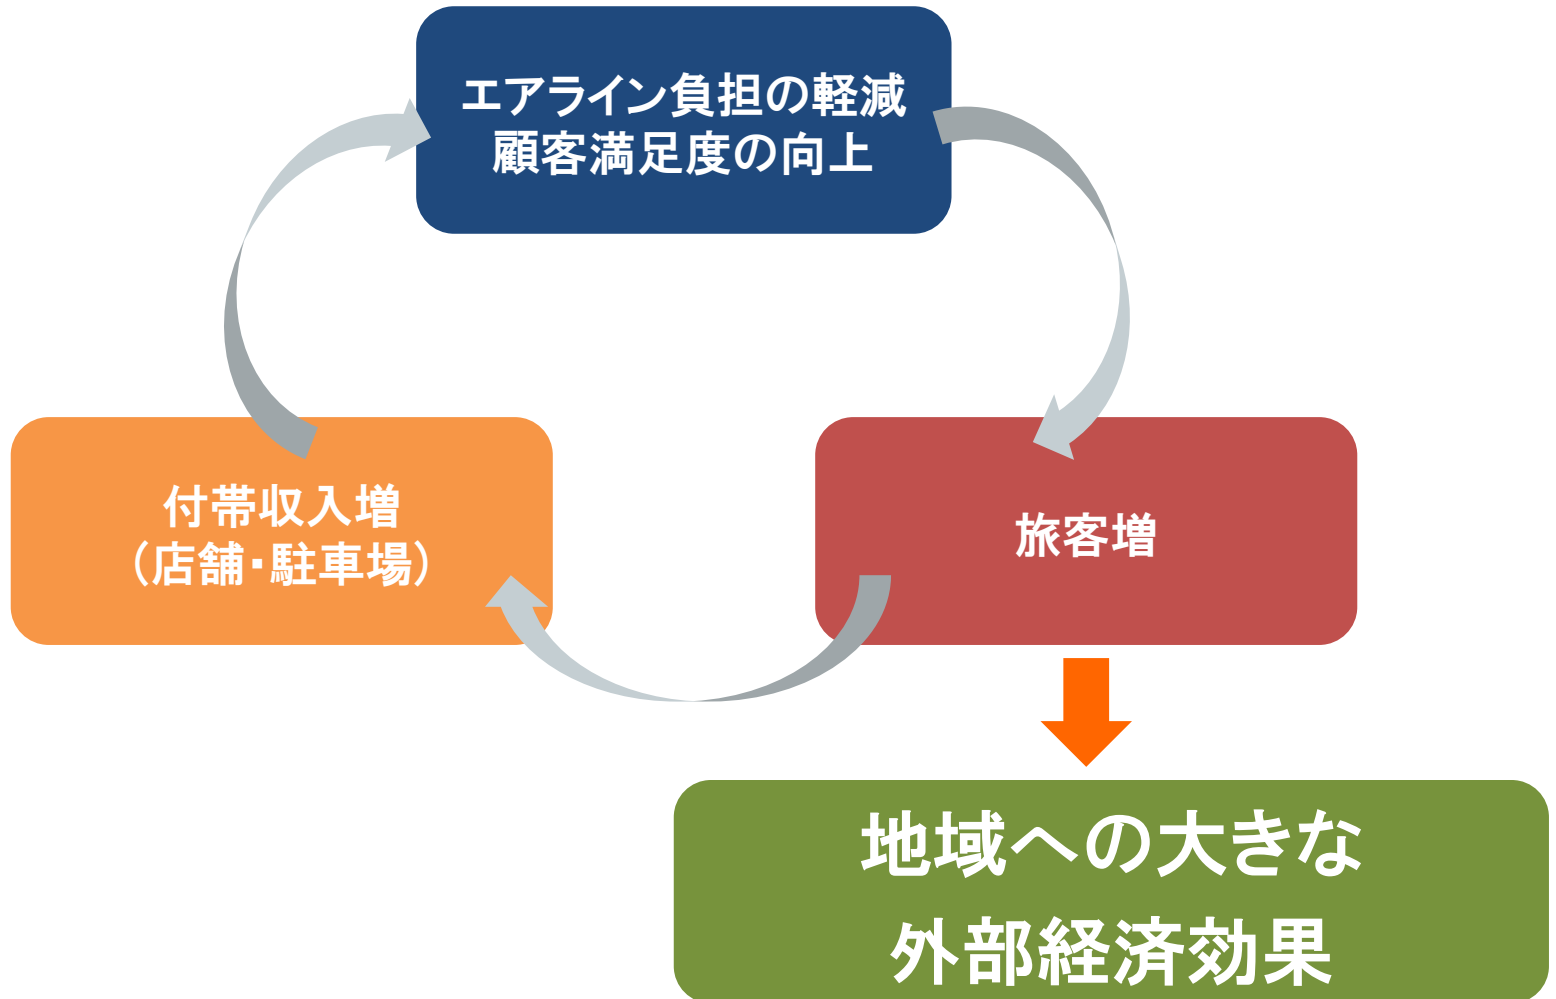 エアライン負担の軽減
顧客満足度の向上
付帯収入増
（店舗・駐車場）
旅客増
地域への大きな
外部経済効果